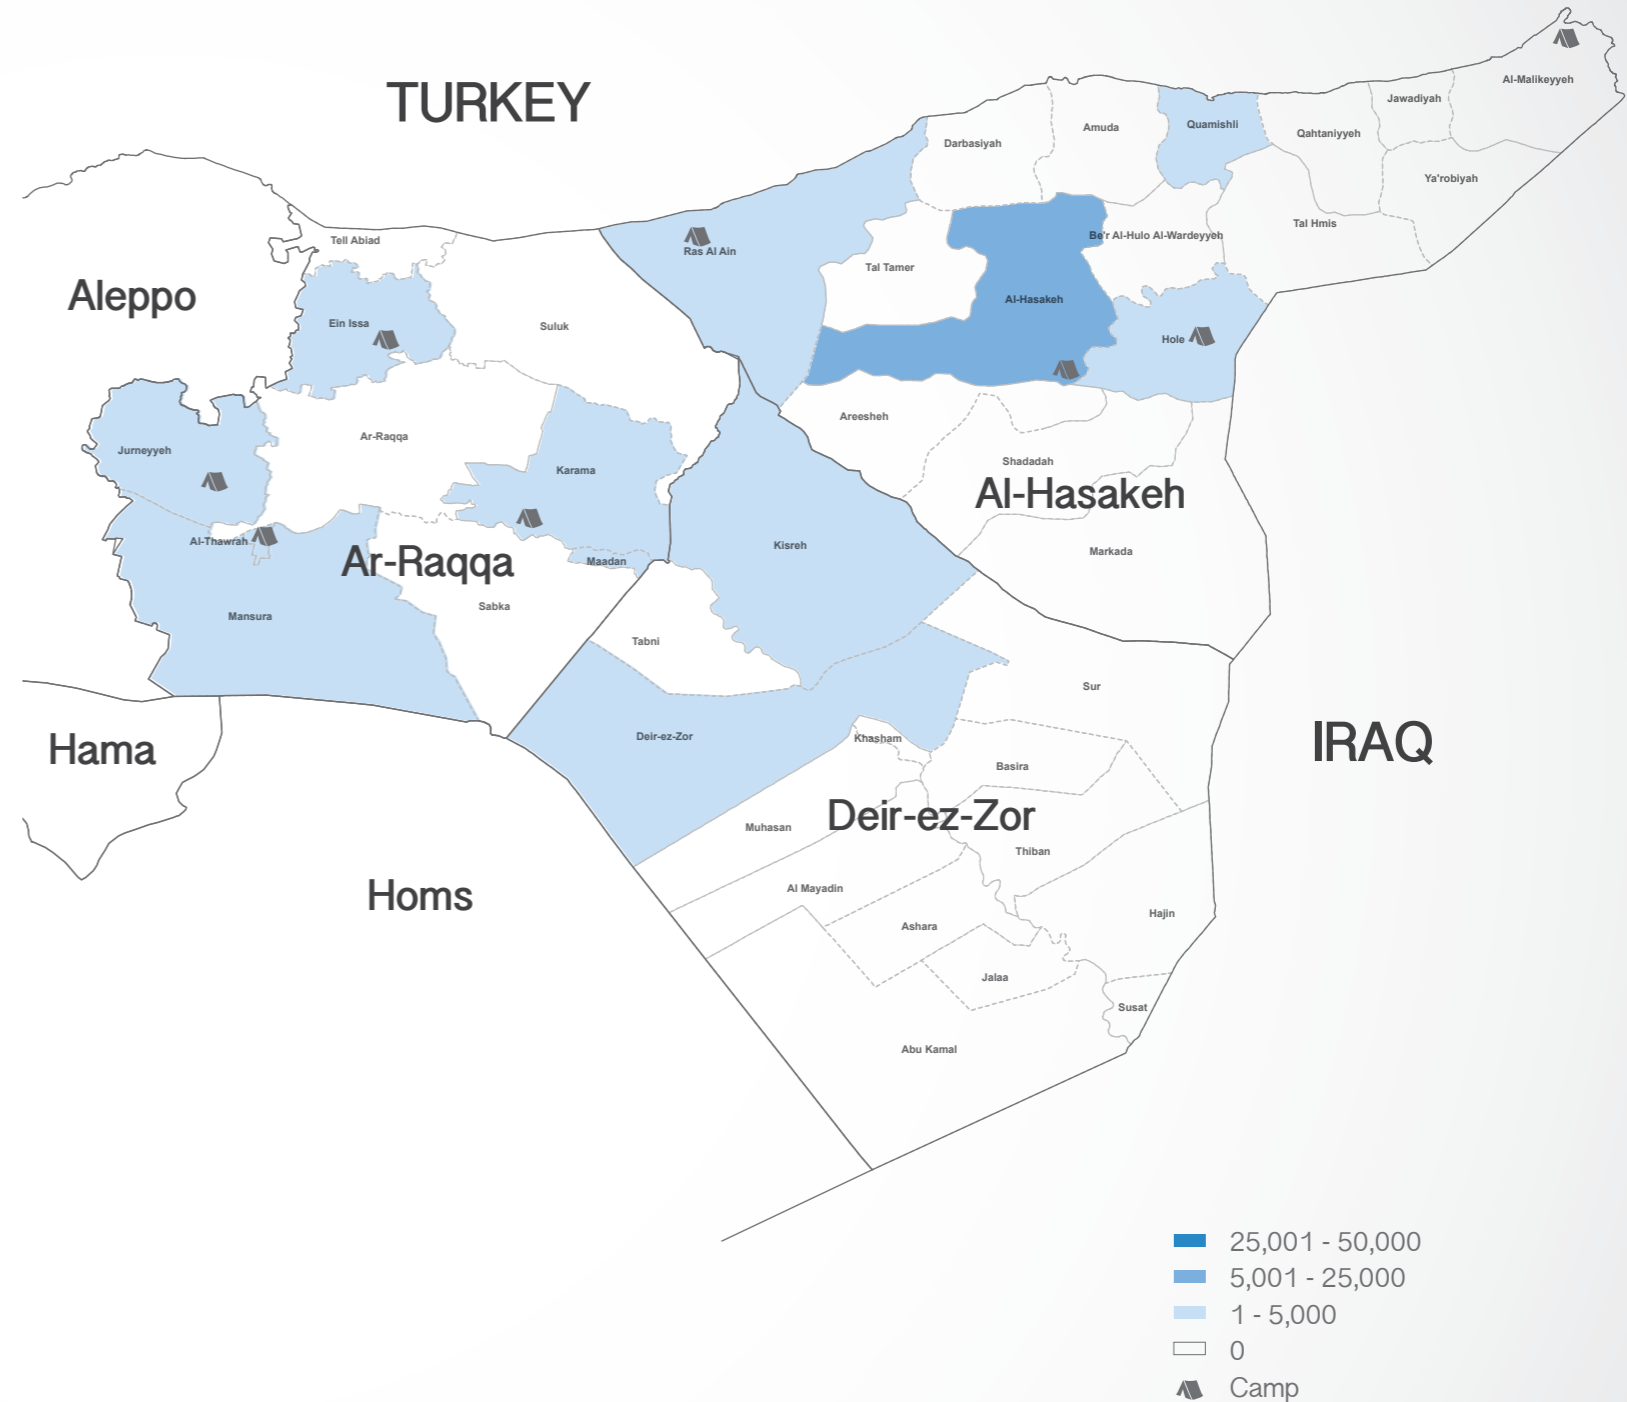 TURKEY
Al-Malikeyyeh
Jawadiyah
Quamishli
Amuda
Qahtaniyyeh
Darbasiyah
Ya'robiyah
Tal Hmis
Be'r Al-Hulo Al-Wardeyyeh
Tell Abiad
Ras Al Ain
Tal Tamer
Aleppo
Al-Hasakeh
Ein Issa
Suluk
Hole
Areesheh
Ar-Raqqa
Jurneyyeh
Shadadah
Karama
Al-Hasakeh
Al-Thawrah
Kisreh
Markada
Ar-Raqqa
Maadan
Sabka
Mansura
Tabni
Sur
Deir-ez-Zor
Khasham
IRAQ
Hama
Basira
Deir-ez-Zor
Muhasan
Thiban
Al Mayadin
Homs
Hajin
Ashara
Jalaa
Susat
Abu Kamal
25,001 - 50,000
5,001 - 25,000
1 - 5,000
0
Camp